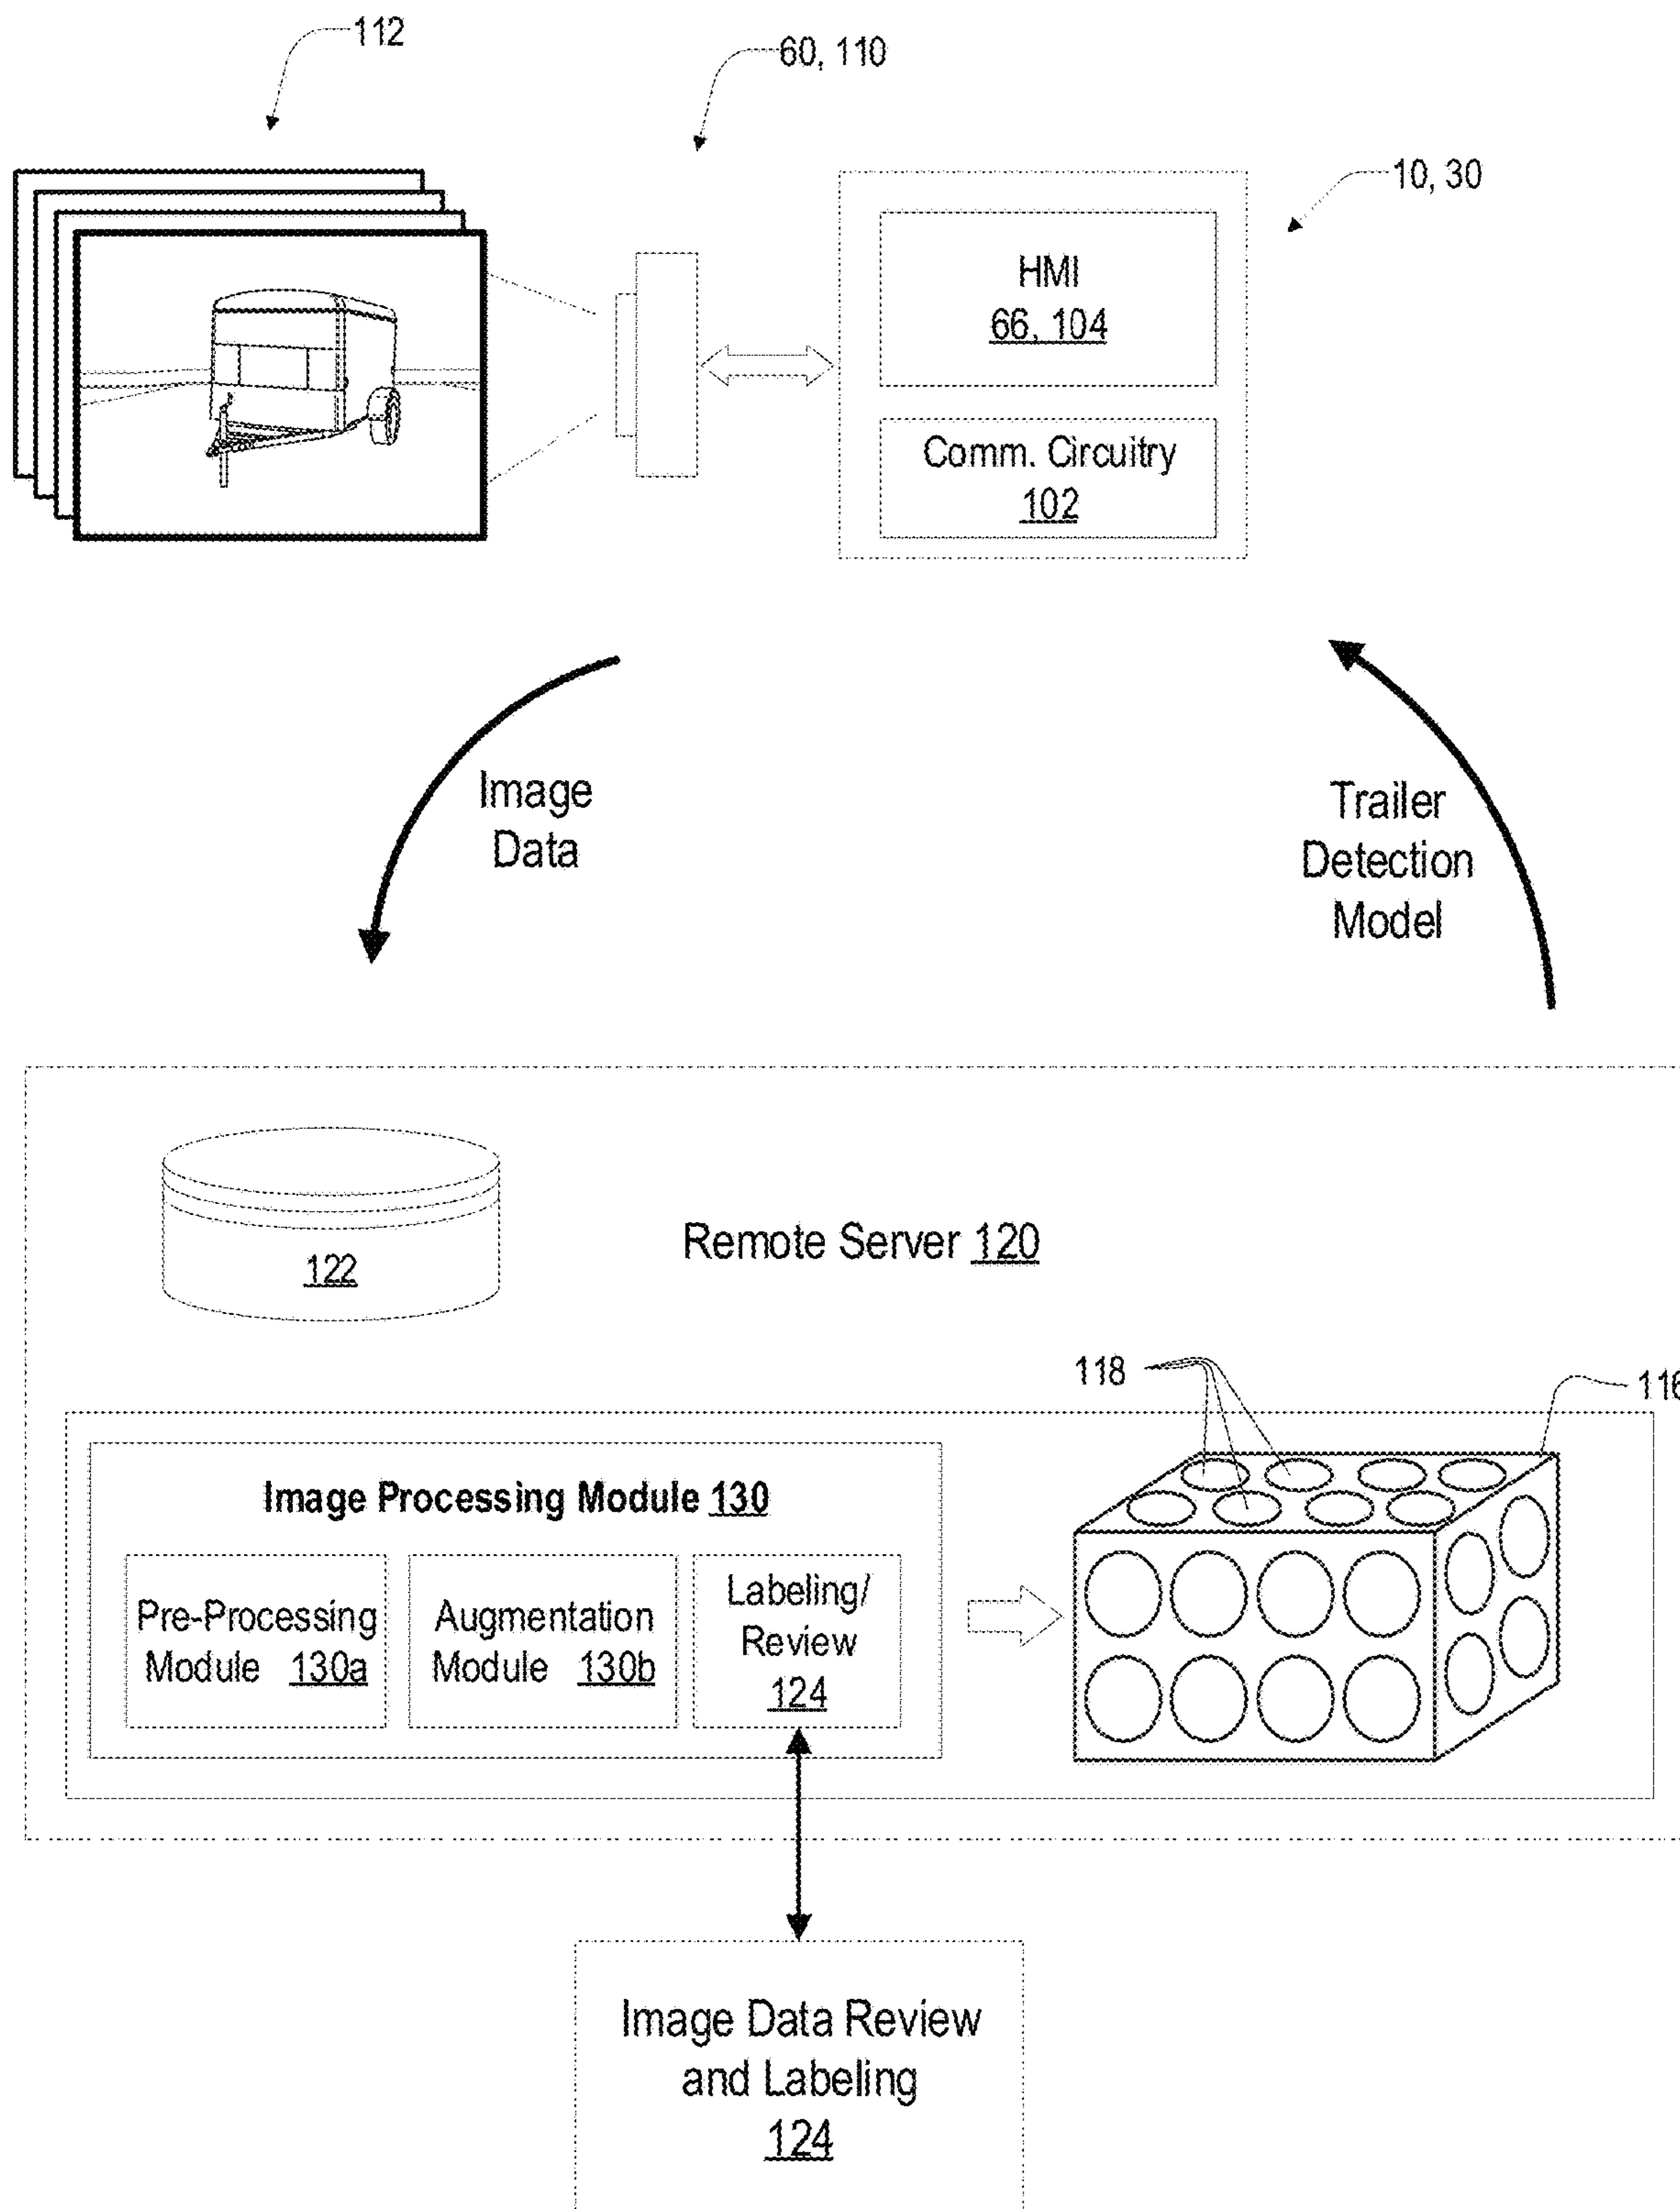 112
60, 110
10, 30
HMI
66, 104
Comm. Circuitry
102
Image
Data
Trailer
Detection
Model
122
Remote Server 120
118
116
Image Processing Module 130
Pre-Processing
Module 130a
Augmentation
Module 130b
Labeling/
Review
124
Image Data Review
and Labeling
124